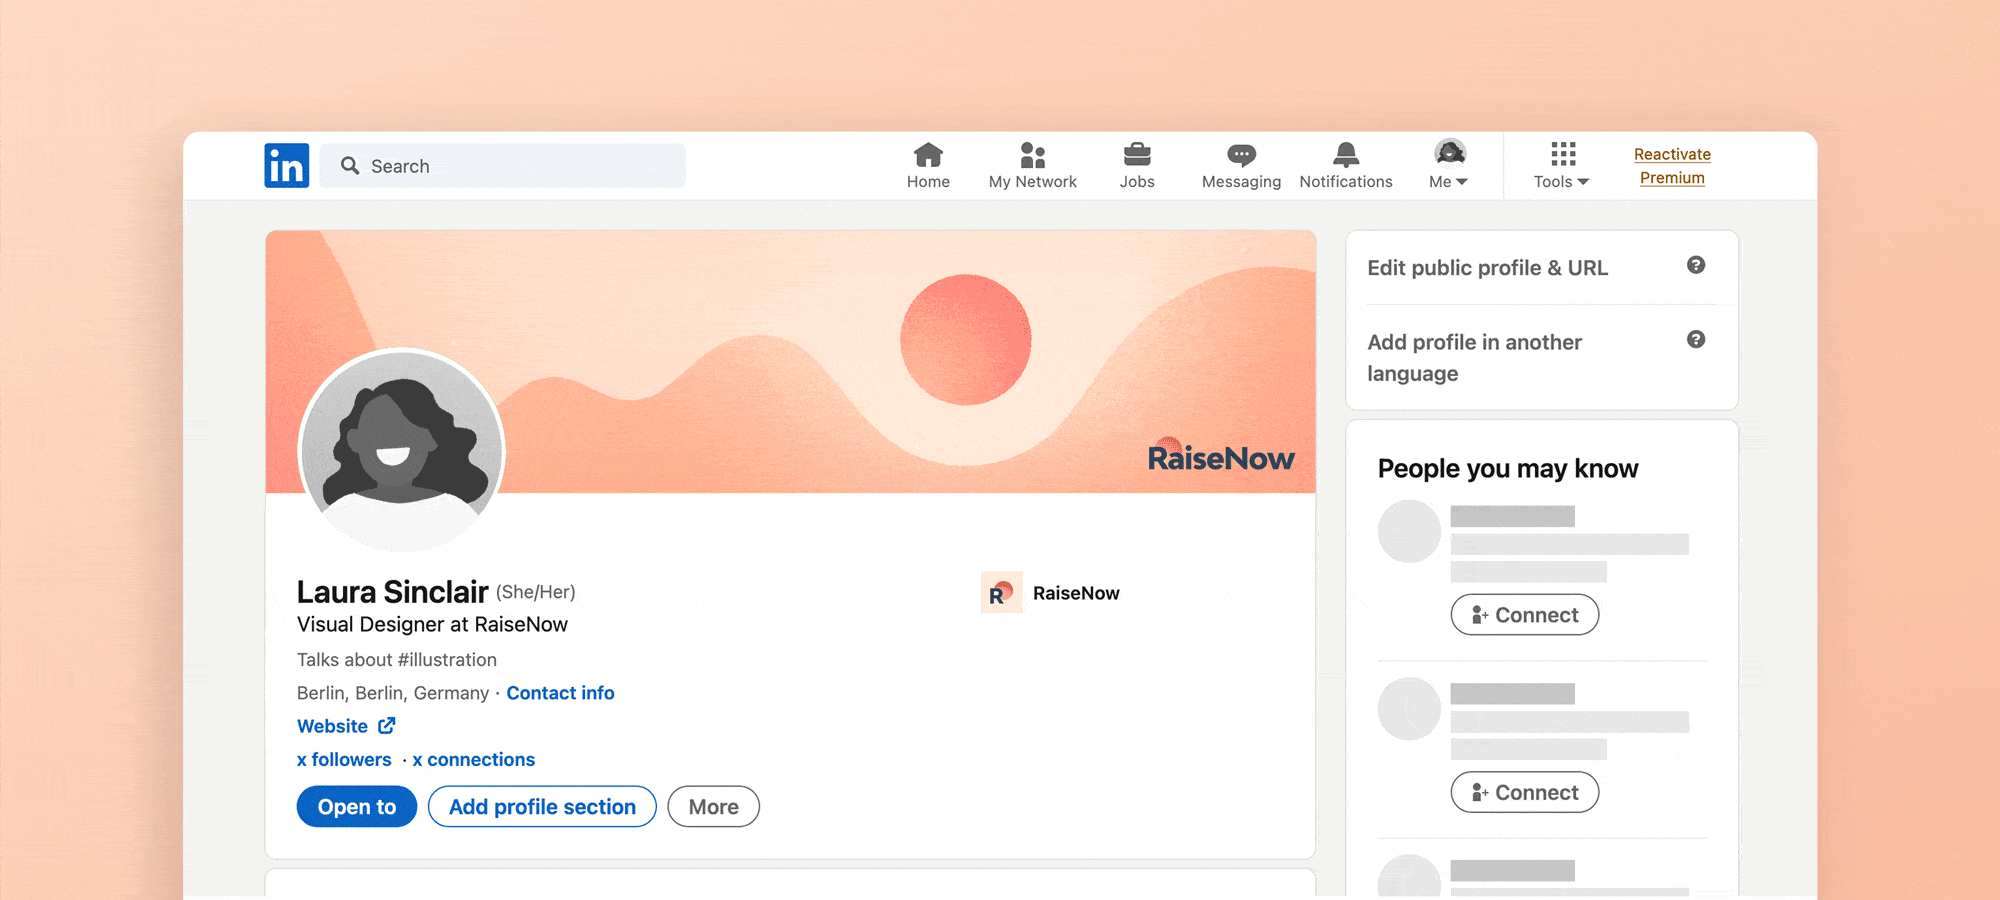 in
Search
Home
My Network
Jobs
Messaging
Notifications
Me
Tools
Reactivate
Premium
RaiseNow
Laura Sinclair (She/Her)
Visual Designer at RaiseNow
Talks about #illustration
Berlin, Berlin, Germany · Contact info
Website
x followers · x connections
Open to
Add profile section
More
R
RaiseNow
Edit public profile & URL
?
Add profile in another
language
?
People you may know
Connect
Connect